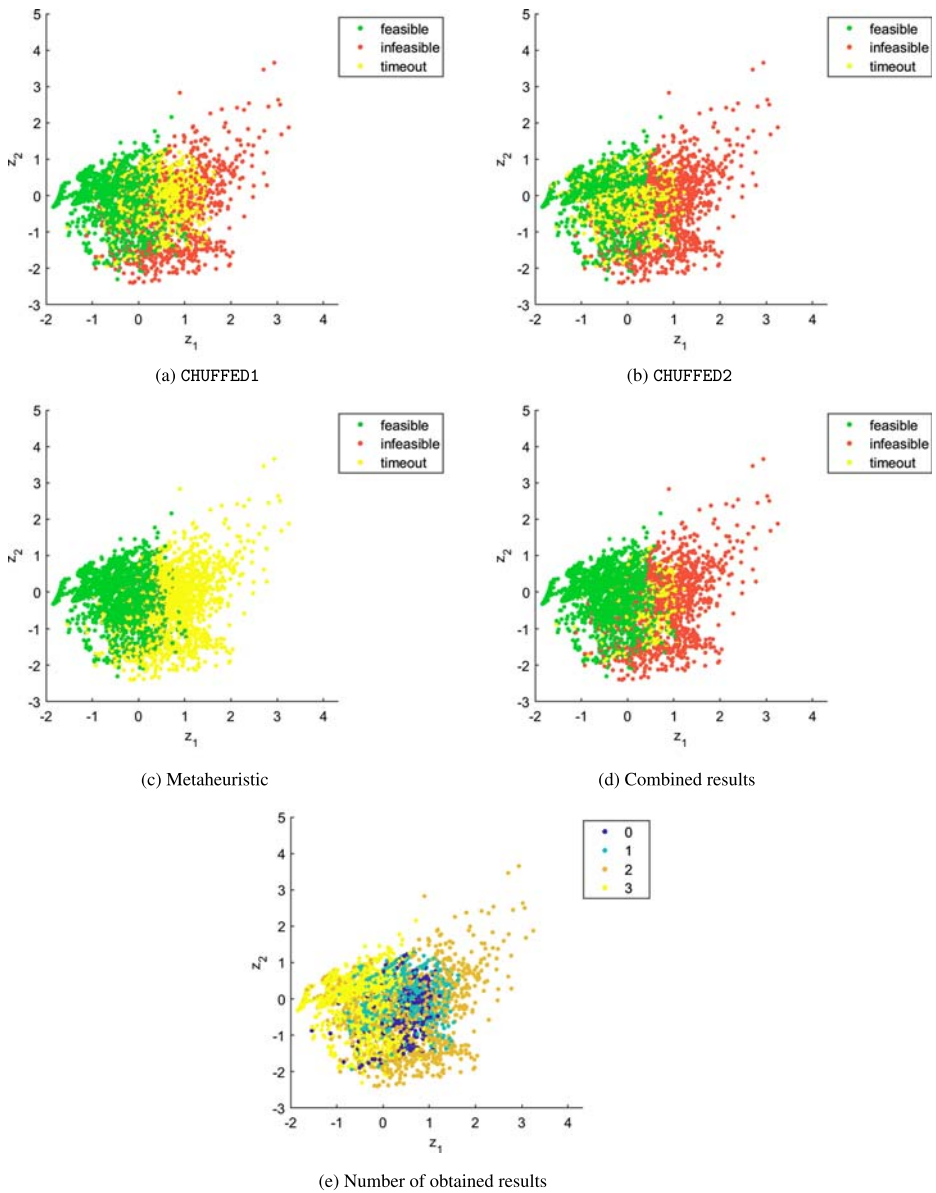 5
4
3
2
1
0
-1
-2
-3
-2 -1 0 1 2 3 4
z2
z1
feasible
infeasible
timeout
(a) CHUFFED1
5
4
3
2
1
0
-1
-2
-3
-2 -1 0 1 2 3 4
z2
z1
feasible
infeasible
timeout
(b) CHUFFED2
5
4
3
2
1
0
-1
-2
-3
-2 -1 0 1 2 3 4
z2
z1
feasible
infeasible
timeout
(c) Metaheuristic
5
4
3
2
1
0
-1
-2
-3
-2 -1 0 1 2 3 4
z2
z1
feasible
infeasible
timeout
(d) Combined results
5
4
3
2
1
0
-1
-2
-3
-2 -1 0 1 2 3 4
z2
z1
0
1
2
3
(e) Number of obtained results